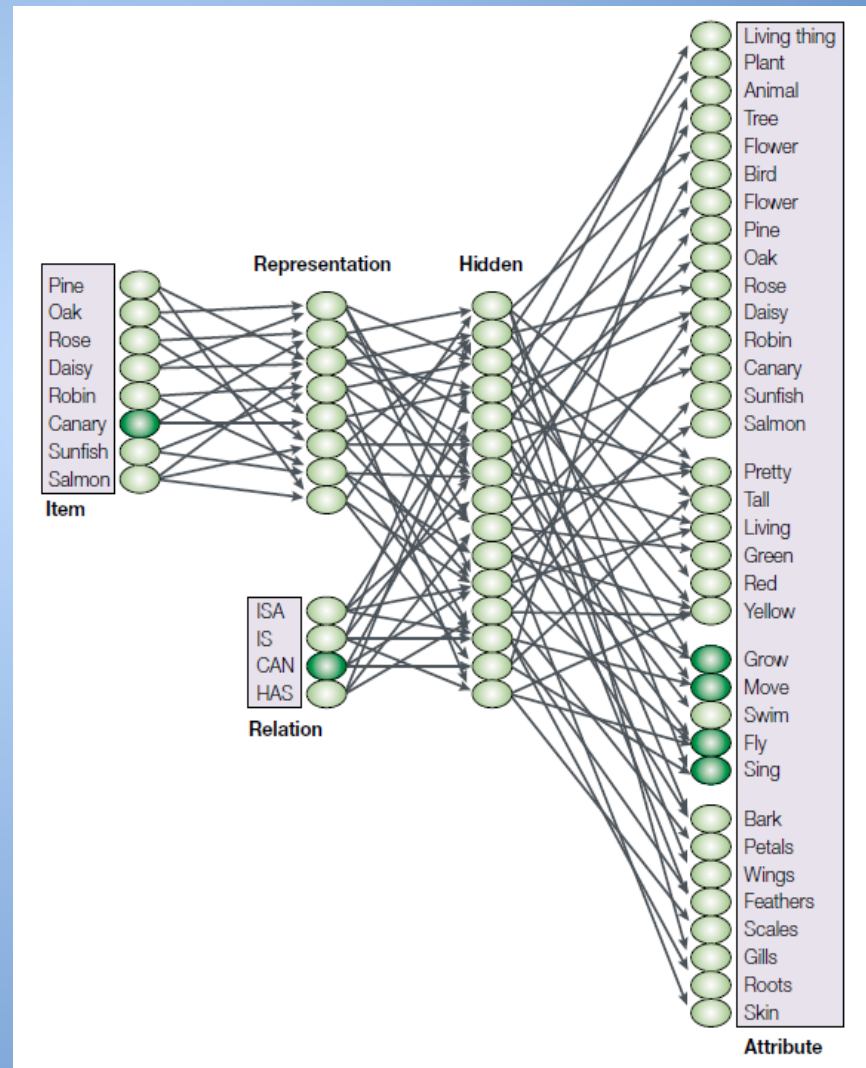 Representation
Hidden
Pine
Oak
Rose
Daisy
Robin
Canary
Sunfish
Salmon
Item
ISA
IS
CAN
HAS
Relation
Living thing
Plant
Animal
Tree
Flower
Bird
Flower
Pine
Oak
Rose
Daisy
Robin
Canary
Sunfish
Salmon
Pretty
Tall
Living
Green
Red
Yellow
Grow
Move
Swim
Fly
Sing
Bark
Petals
Wings
Feathers
Scales
Gills
Roots
Skin
Attribute